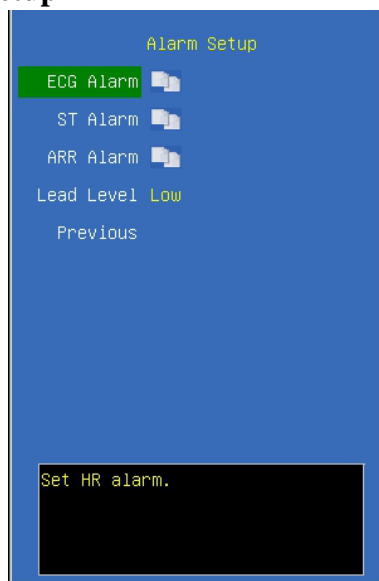 Alarm Setup
ECG Alarm
ST Alarm
ARR Alarm
Lead Level Low
Previous
Set HR alarm.